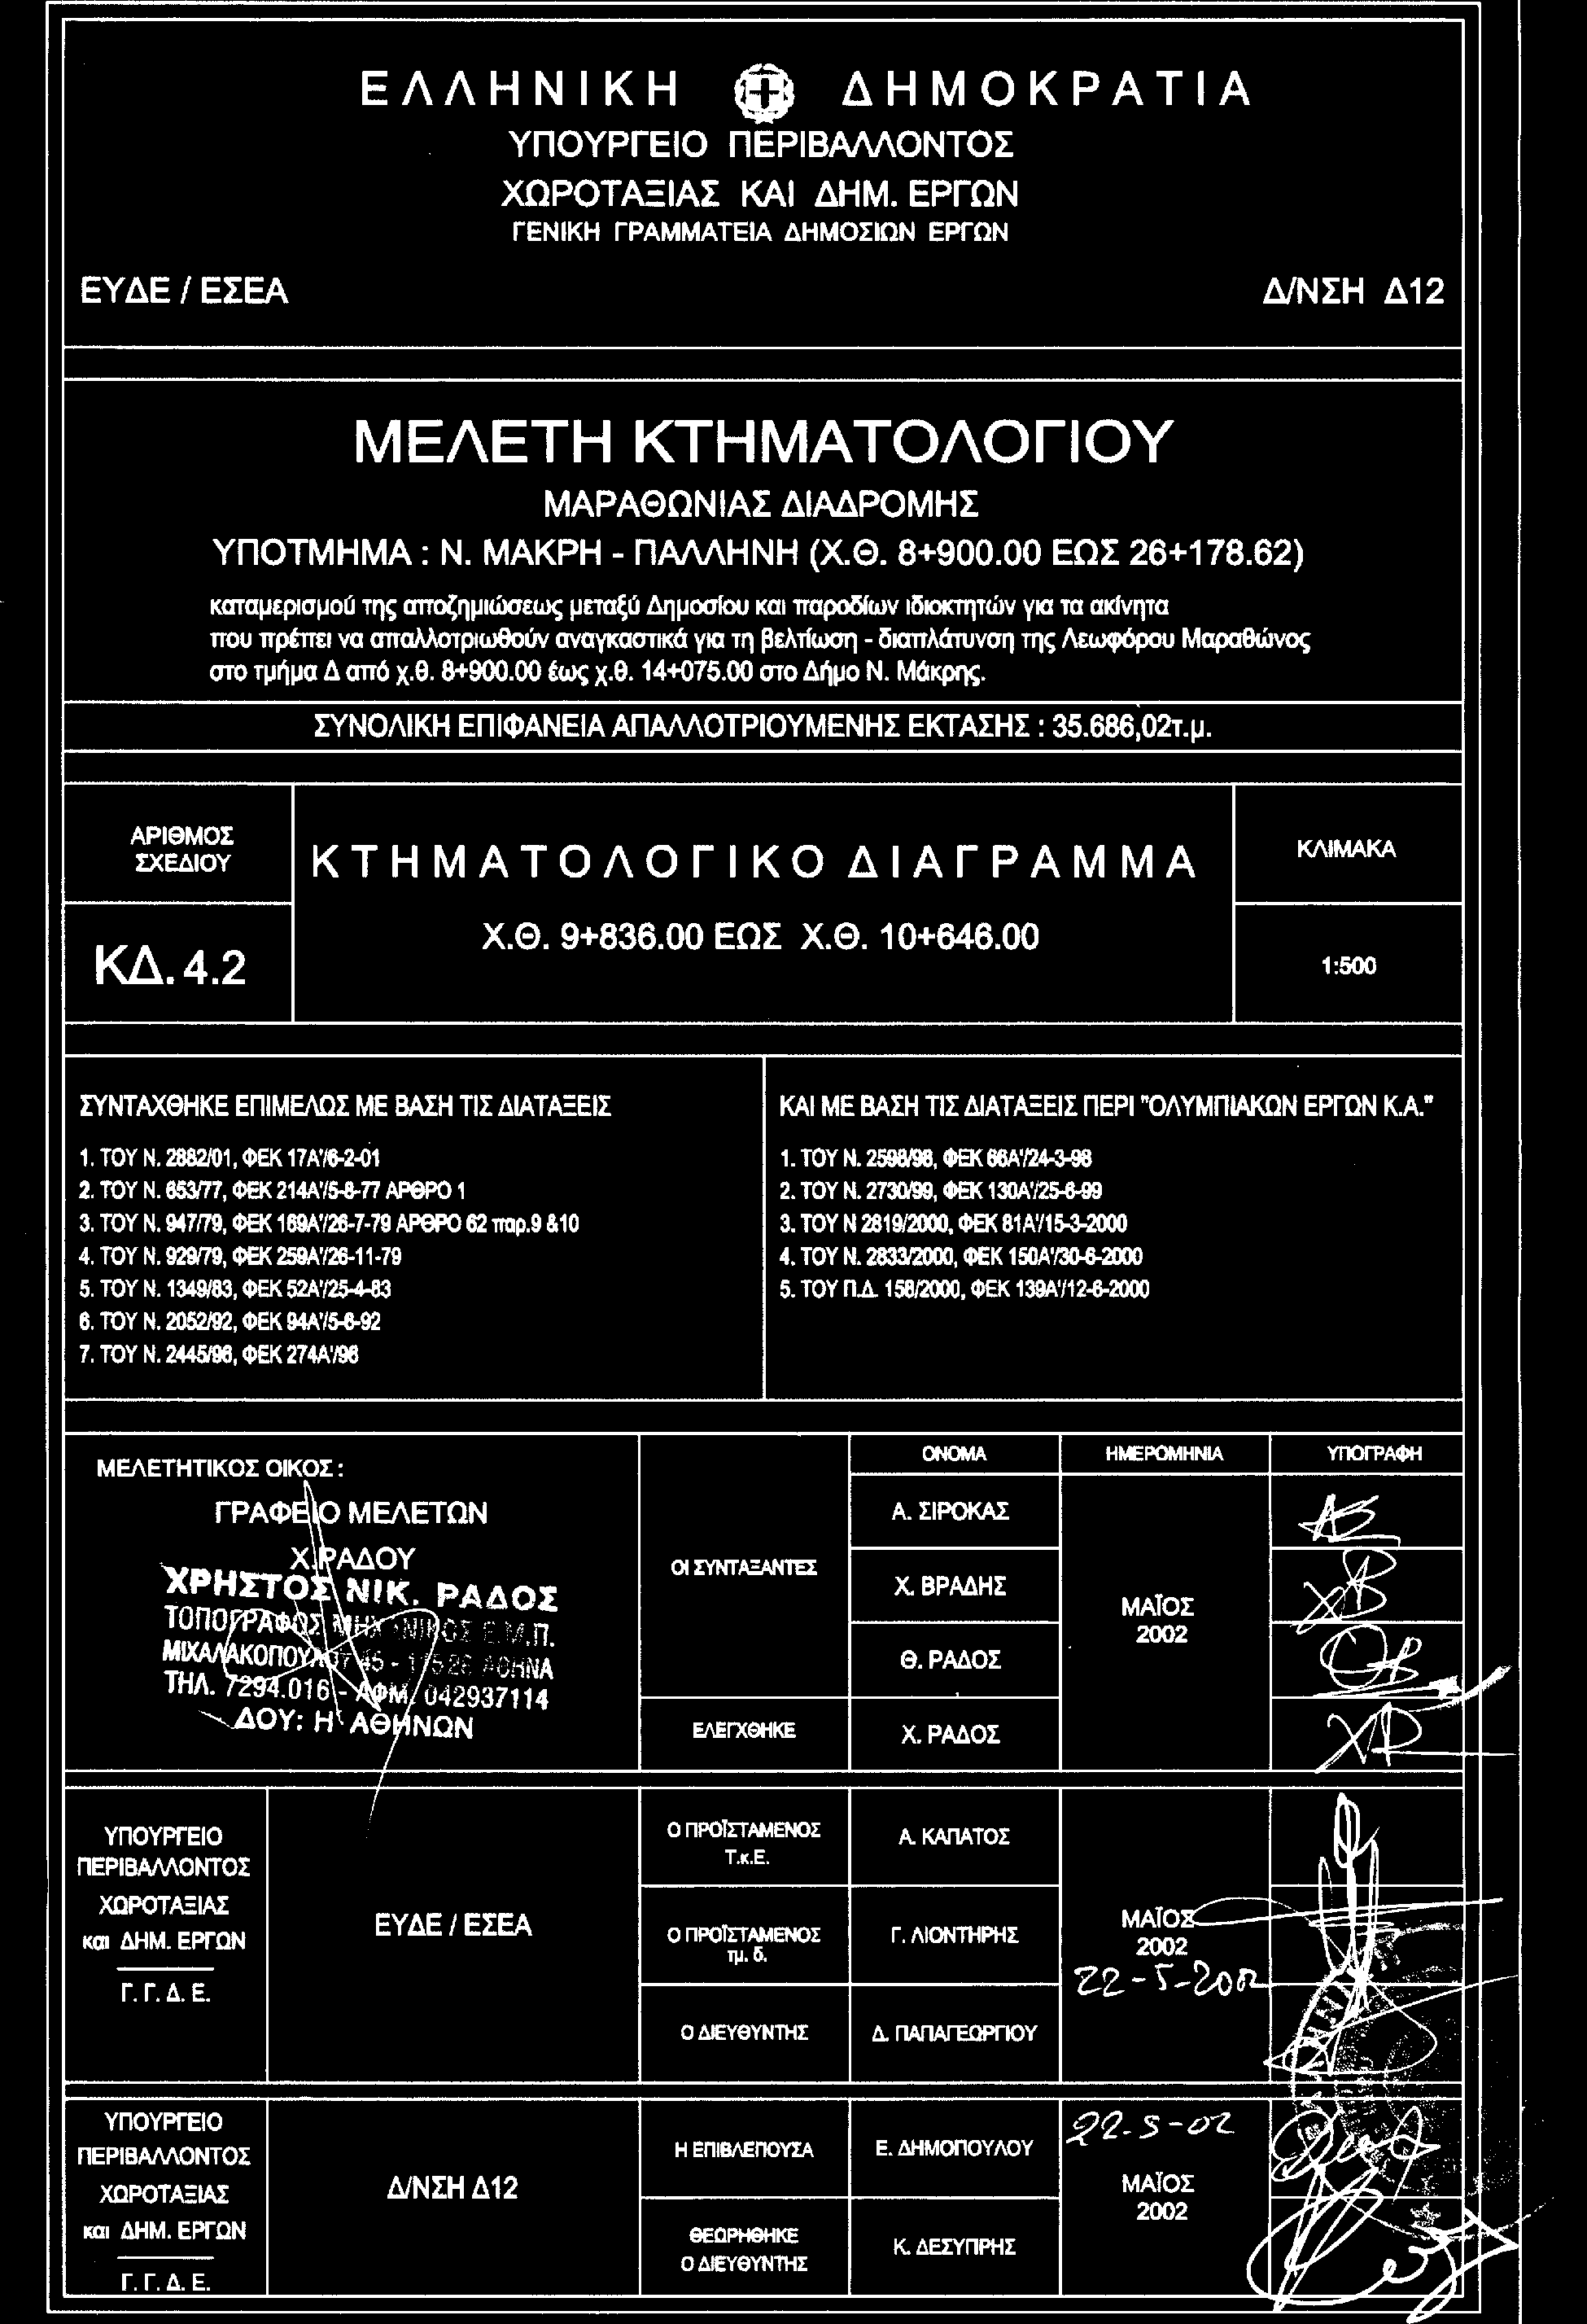 ΕΛΛΗΝΙΚΗ ΔΗΜΟΚΡΑΤΙΑ
ΥΠΟΥΡΓΕΙΟ ΠΕΡΙΒΑΛΛΟΝΤΟΣ
ΧΩΡΟΤΑΞΙΑΣ ΚΑΙ ΔΗΜ. ΕΡΓΩΝ
ΓΕΝΙΚΗ ΓΡΑΜΜΑΤΕΙΑ ΔΗΜΟΣΙΩΝ ΕΡΓΩΝ
ΕΥΔΕ / ΕΣΕΑ
Δ/ΝΣΗ Δ12
ΜΕΛΕΤΗ ΚΤΗΜΑΤΟΛΟΓΙΟΥ
ΜΑΡΑΘΩΝΙΑΣ ΔΙΑΔΡΟΜΗΣ
ΥΠΟΤΜΗΜΑ : Ν. ΜΑΚΡΗ - ΠΑΛΛΗΝΗ (Χ.Θ. 8+900.00 ΕΩΣ 26+178.62)
καταμερισμού της αποζημιώσεως μεταξύ Δημοσίου και παροδίων ιδιοκτητών για τα ακίνητα
που πρέπει να απαλλοτριωθούν αναγκαστικά για τη βελτίωση - διαπλάτυνση της Λεωφόρου Μαραθώνος
στο τμήμα Δ από χ.θ. 8+900.00 έως χ.θ. 14+075.00 στο Δήμο Ν. Μάκρης.
ΣΥΝΟΛΙΚΗ ΕΠΙΦΑΝΕΙΑ ΑΠΑΛΛΟΤΡΙΟΥΜΕΝΗΣ ΕΚΤΑΣΗΣ : 35.686,02τ.μ.
ΑΡΙΘΜΟΣ
ΣΧΕΔΙΟΥ
ΚΔ. 4.2
ΚΤΗΜΑΤΟΛΟΓΙΚΟ ΔΙΑΓΡΑΜΜΑ
Χ.Θ. 9+836.00 ΕΩΣ Χ.Θ. 10+646.00
ΚΛΙΜΑΚΑ
1:500
ΣΥΝΤΑΧΘΗΚΕ ΕΠΙΜΕΛΩΣ ΜΕ ΒΑΣΗ ΤΙΣ ΔΙΑΤΑΞΕΙΣ
1. ΤΟΥ Ν. 2882/01, ΦΕΚ 17Α'/6-2-01
2. ΤΟΥ Ν. 653/77, ΦΕΚ 214Α'/5-8-77 ΑΡΘΡΟ 1
3. ΤΟΥ Ν. 947/79, ΦΕΚ 169Α'/26-7-79 ΑΡΘΡΟ 62 παρ.9 &10
4. ΤΟΥ Ν. 929/79, ΦΕΚ 259Α'/26-11-79
5. ΤΟΥ Ν. 1349/83, ΦΕΚ 52Α'/25-4-83
6. ΤΟΥ Ν. 2052/92, ΦΕΚ 94Α'/5-6-92
7. ΤΟΥ Ν. 2445/96, ΦΕΚ 274Α'/96
ΚΑΙ ΜΕ ΒΑΣΗ ΤΙΣ ΔΙΑΤΑΞΕΙΣ ΠΕΡΙ "ΟΛΥΜΠΙΑΚΩΝ ΕΡΓΩΝ Κ.Α."
1. ΤΟΥ Ν. 2598/98, ΦΕΚ 66Α'/24-3-98
2. ΤΟΥ Ν. 2730/99, ΦΕΚ 130Α'/25-6-99
3. ΤΟΥ Ν 2819/2000, ΦΕΚ 81Α'/15-3-2000
4. ΤΟΥ Ν. 2833/2000, ΦΕΚ 150Α'/30-6-2000
5. ΤΟΥ Π.Δ. 158/2000, ΦΕΚ 139Α'/12-6-2000
ΜΕΛΕΤΗΤΙΚΟΣ ΟΙΚΟΣ :
ΓΡΑΦΕΙΟ ΜΕΛΕΤΩΝ
Χ.ΡΑΔΟΥ
ΧΡΗΣΤΟΣ ΝΙΚ. ΡΑΔΟΣ
ΤΟΠΟΓΡΑΦΟΣ ΜΗΧΑΝΙΚΟΣ Ε.Μ.Π.
ΜΙΧΑΛΑΚΟΠΟΥΛΟΥ 45 - 11528 ΑΘΗΝΑ
ΤΗΛ. 7294.016 - ΑΦΜ. 042937114
ΔΟΥ: Η' ΑΘΗΝΩΝ
ΟΝΟΜΑ ΗΜΕΡΟΜΗΝΙΑ ΥΠΟΓΡΑΦΗ
ΟΙ ΣΥΝΤΑΞΑΝΤΕΣ
Α. ΣΙΡΟΚΑΣ
Χ. ΒΡΑΔΗΣ
Θ. ΡΑΔΟΣ
ΜΑΪΟΣ
2002
ΕΛΕΓΧΘΗΚΕ
Χ. ΡΑΔΟΣ
ΥΠΟΥΡΓΕΙΟ
ΠΕΡΙΒΑΛΛΟΝΤΟΣ
ΧΩΡΟΤΑΞΙΑΣ
και ΔΗΜ. ΕΡΓΩΝ
Γ. Γ. Δ. Ε.
ΕΥΔΕ / ΕΣΕΑ
Ο ΠΡΟΪΣΤΑΜΕΝΟΣ
Τ.κ.Ε.
Α. ΚΑΠΑΤΟΣ
Ο ΠΡΟΪΣΤΑΜΕΝΟΣ
τμ. δ.
Γ. ΛΙΟΝΤΗΡΗΣ
Ο ΔΙΕΥΘΥΝΤΗΣ
Δ. ΠΑΠΑΓΕΩΡΓΙΟΥ
ΜΑΪΟΣ
2002
22-5-2002
ΥΠΟΥΡΓΕΙΟ
ΠΕΡΙΒΑΛΛΟΝΤΟΣ
ΧΩΡΟΤΑΞΙΑΣ
και ΔΗΜ. ΕΡΓΩΝ
Γ. Γ. Δ. Ε.
Δ/ΝΣΗ Δ12
Η ΕΠΙΒΛΕΠΟΥΣΑ
Ε. ΔΗΜΟΠΟΥΛΟΥ
ΘΕΩΡΗΘΗΚΕ
Ο ΔΙΕΥΘΥΝΤΗΣ
Κ. ΔΕΣΥΠΡΗΣ
22-5-02
ΜΑΪΟΣ
2002